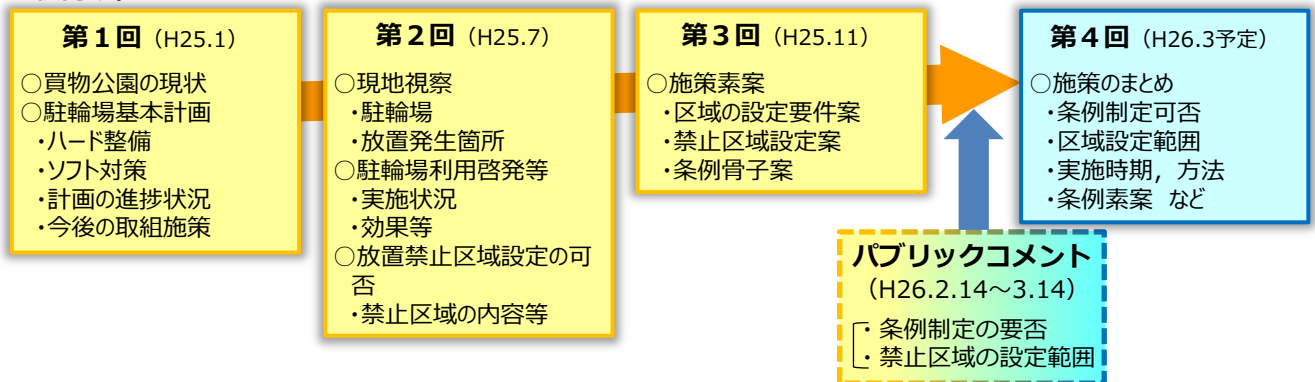 第1回（H25.1）
○買物公園の現状
○駐輪場基本計画
・ハード整備
・ソフト対策
・計画の進捗状況
・今後の取組施策
第2回（H25.7）
○現地視察
・駐輪場
・放置発生箇所
○駐輪場利用啓発等
・実施状況
・効果等
○放置禁止区域設定の可
否
・禁止区域の内容等
第3回（H25.11）
○施策素案
・区域の設定要件案
・禁止区域設定案
・条例骨子案
第4回（H26.3予定）
○施策のまとめ
・条例制定可否
・区域設定範囲
・実施時期，方法
・条例素案 など
パブリックコメント
（H26.2.14～3.14）
・条例制定の要否
・禁止区域の設定範囲